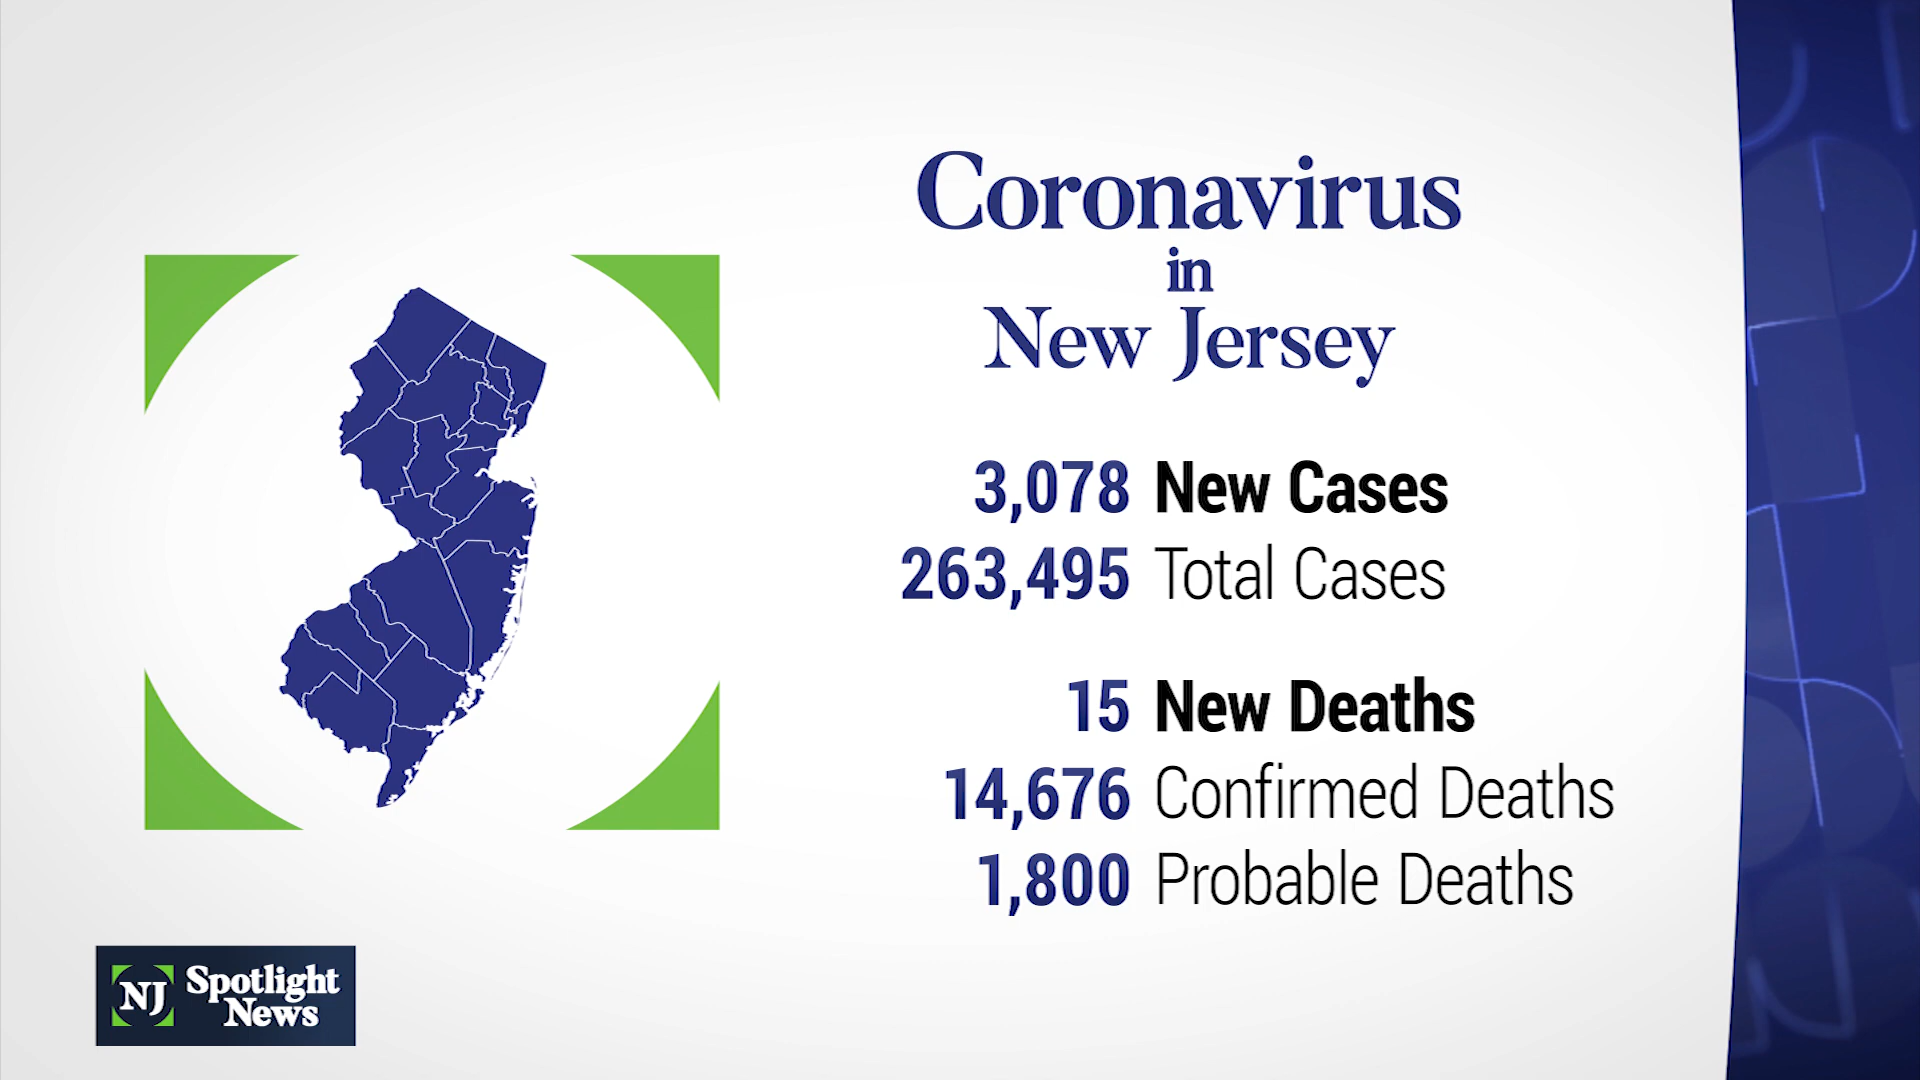 Coronavirus
in
New Jersey
3,078 New Cases
263,495 Total Cases
15 New Deaths
14,676 Confirmed Deaths
1,800 Probable Deaths
NJ Spotlight
News